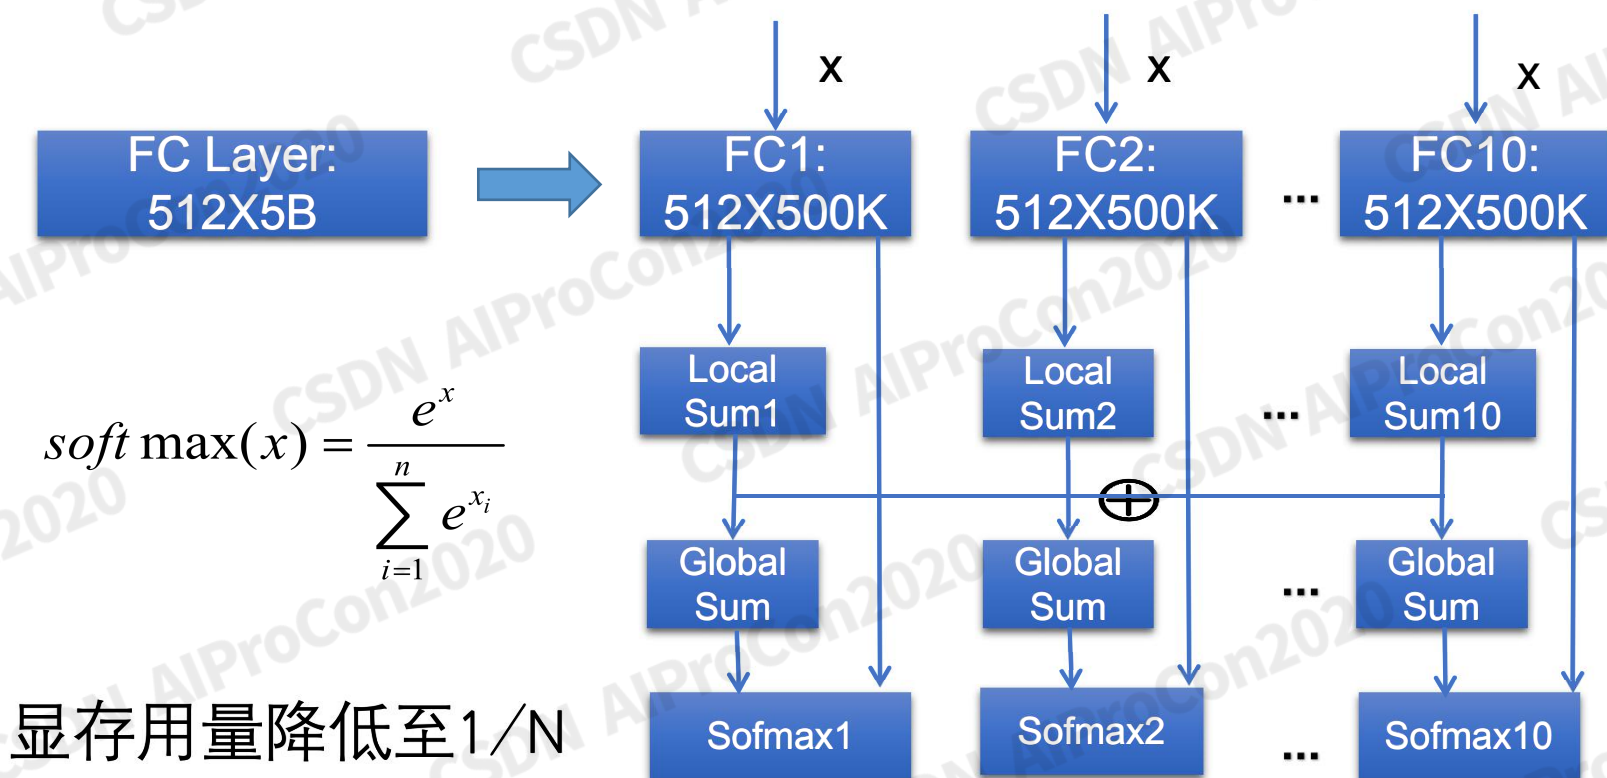 x x x
FC Layer:
512X5B
FC1:
512X500K
FC2:
512X500K
...
FC10:
512X500K
Local
Sum1
Local
Sum2
...
Local
Sum10
softmax(x) = e^x / ∑_{i=1}^{n} e^{x_i}
Global
Sum
Global
Sum
...
Global
Sum
显存用量降低至1/N
Sofmax1
Sofmax2
...
Sofmax10
CSDN AIProCon2020